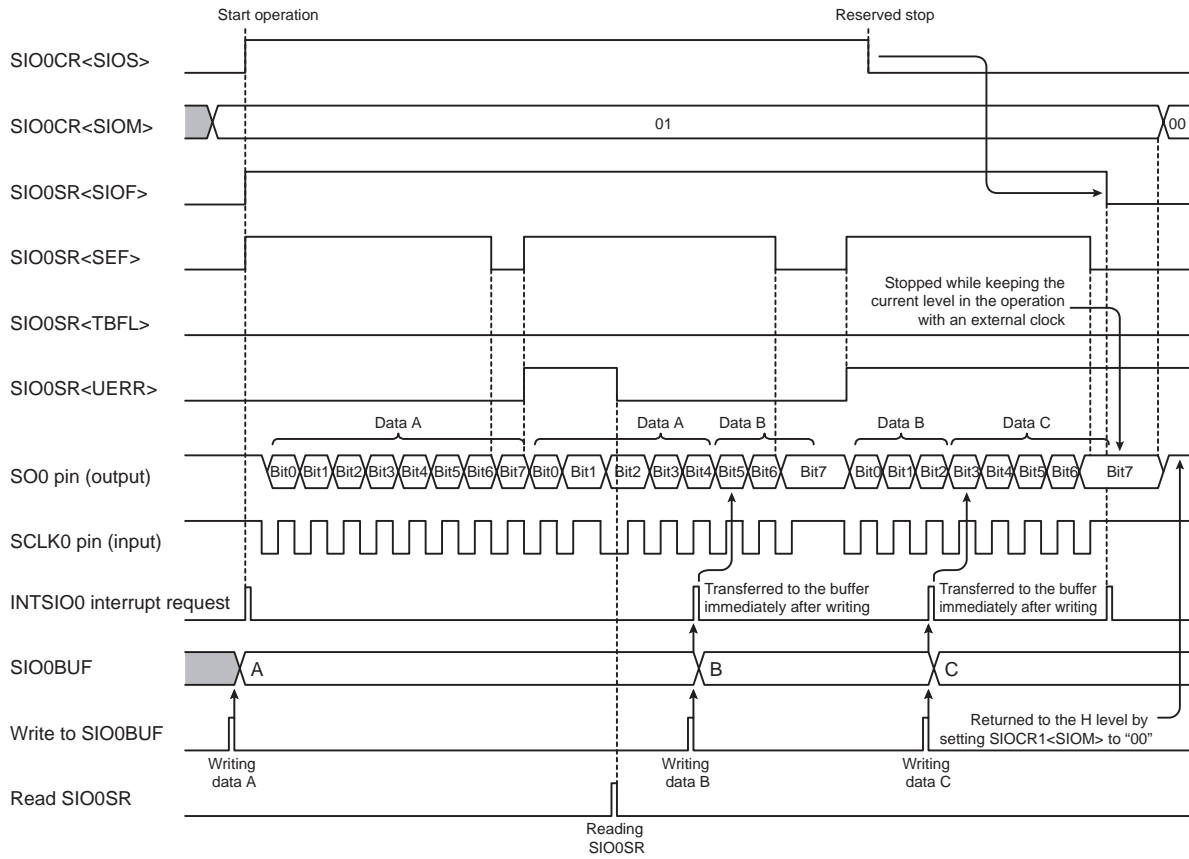 Start operation
Reserved stop
SIO0CR<SIOS>
SIO0CR<SIOM>
01
00
SIO0SR<SIOF>
SIO0SR<SEF>
Stopped while keeping the
current level in the operation
with an external clock
SIO0SR<TBFL>
SIO0SR<UERR>
Data A
Data A
Data B
Data B
Data C
SO0 pin (output)
Bit0 Bit1 Bit2 Bit3 Bit4 Bit5 Bit6 Bit7 Bit0 Bit1 Bit2 Bit3 Bit4 Bit5 Bit6 Bit7 Bit0 Bit1 Bit2 Bit3 Bit4 Bit5 Bit6 Bit7
SCLK0 pin (input)
INTSIO0 interrupt request
Transferred to the buffer
immediately after writing
Transferred to the buffer
immediately after writing
SIO0BUF
A
B
C
Write to SIO0BUF
Returned to the H level by
setting SIOCR1<SIOM> to “00”
Writing
data A
Writing
data B
Writing
data C
Read SIO0SR
Reading
SIO0SR